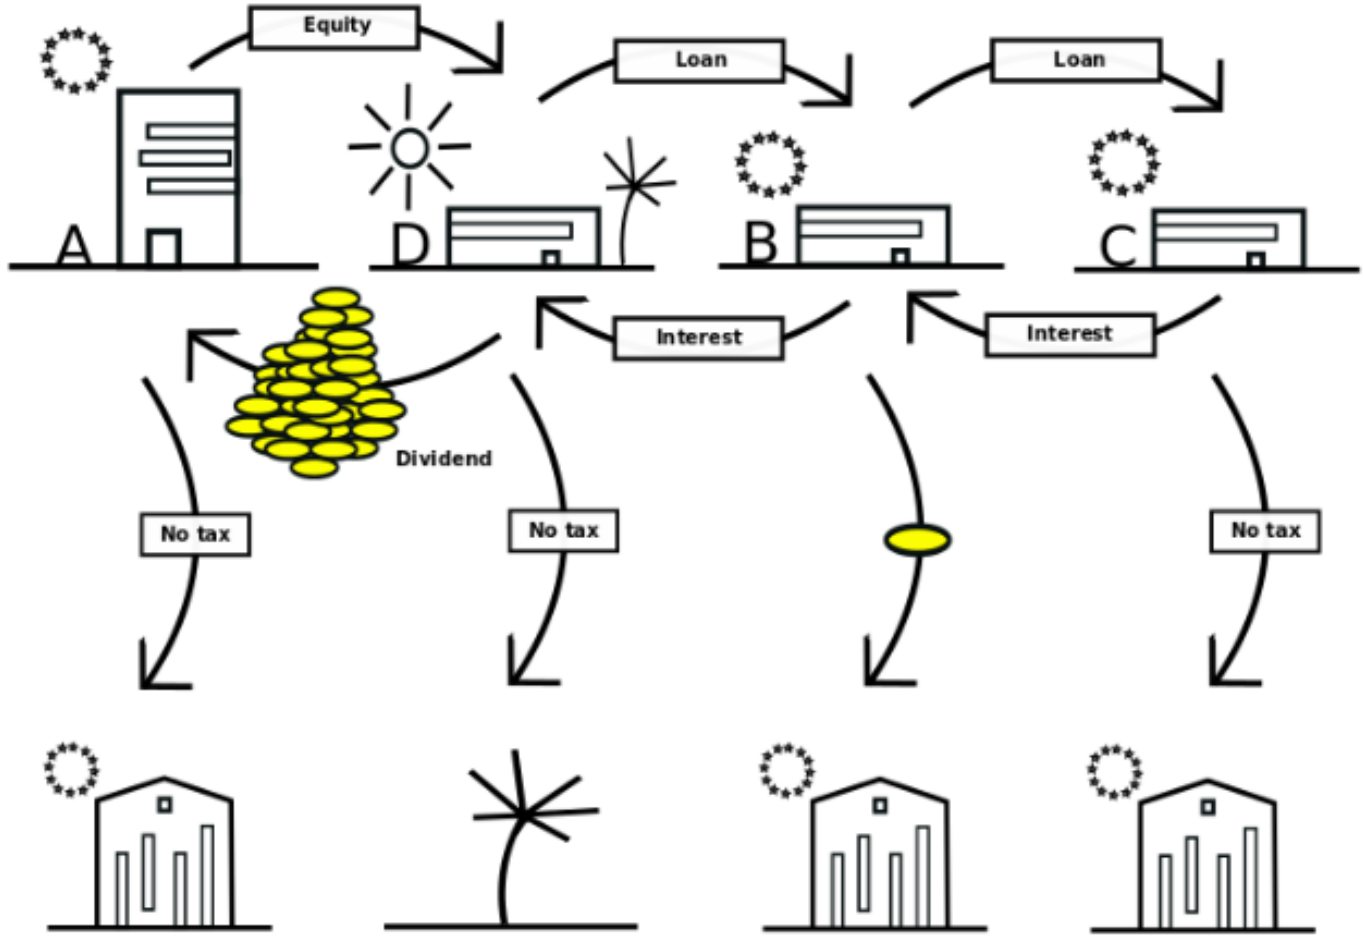 Equity
Loan
Loan
A
D
B
C
Interest
Interest
Dividend
No tax
No tax
No tax